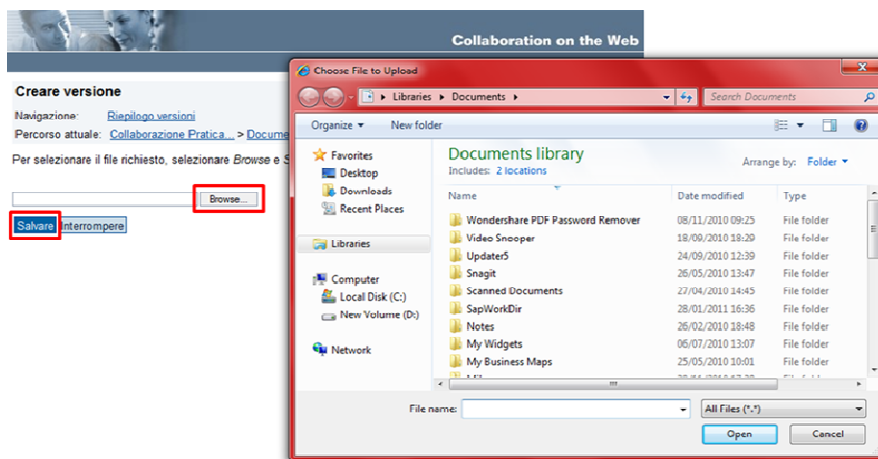 Collaboration on the Web
Creare versione
Navigazione: Riepilogo versioni
Percorso attuale: Collaborazione Pratica... > Docume
Per selezionare il file richiesto, selezionare Browse e S
Browse...
Salvare Interrompere
Choose File to Upload
Libraries Documents
Search Documents
Organize New folder
Favorites
Desktop
Downloads
Recent Places
Libraries
Computer
Local Disk (C:)
New Volume (D:)
Network
Documents library
Includes: 2 locations
Arrange by: Folder
Name Date modified Type
Wondershare PDF Password Remover 08/11/2010 09:25 File folder
Video Snooper 18/09/2010 18:29 File folder
Updater5 24/09/2010 12:39 File folder
Snagit 26/05/2010 13:47 File folder
Scanned Documents 27/04/2010 14:45 File folder
SapWorkDir 28/01/2011 16:36 File folder
Notes 26/02/2010 18:48 File folder
My Widgets 06/07/2010 13:07 File folder
My Business Maps 25/05/2010 10:01 File folder
File name:
All Files (*.*)
Open Cancel